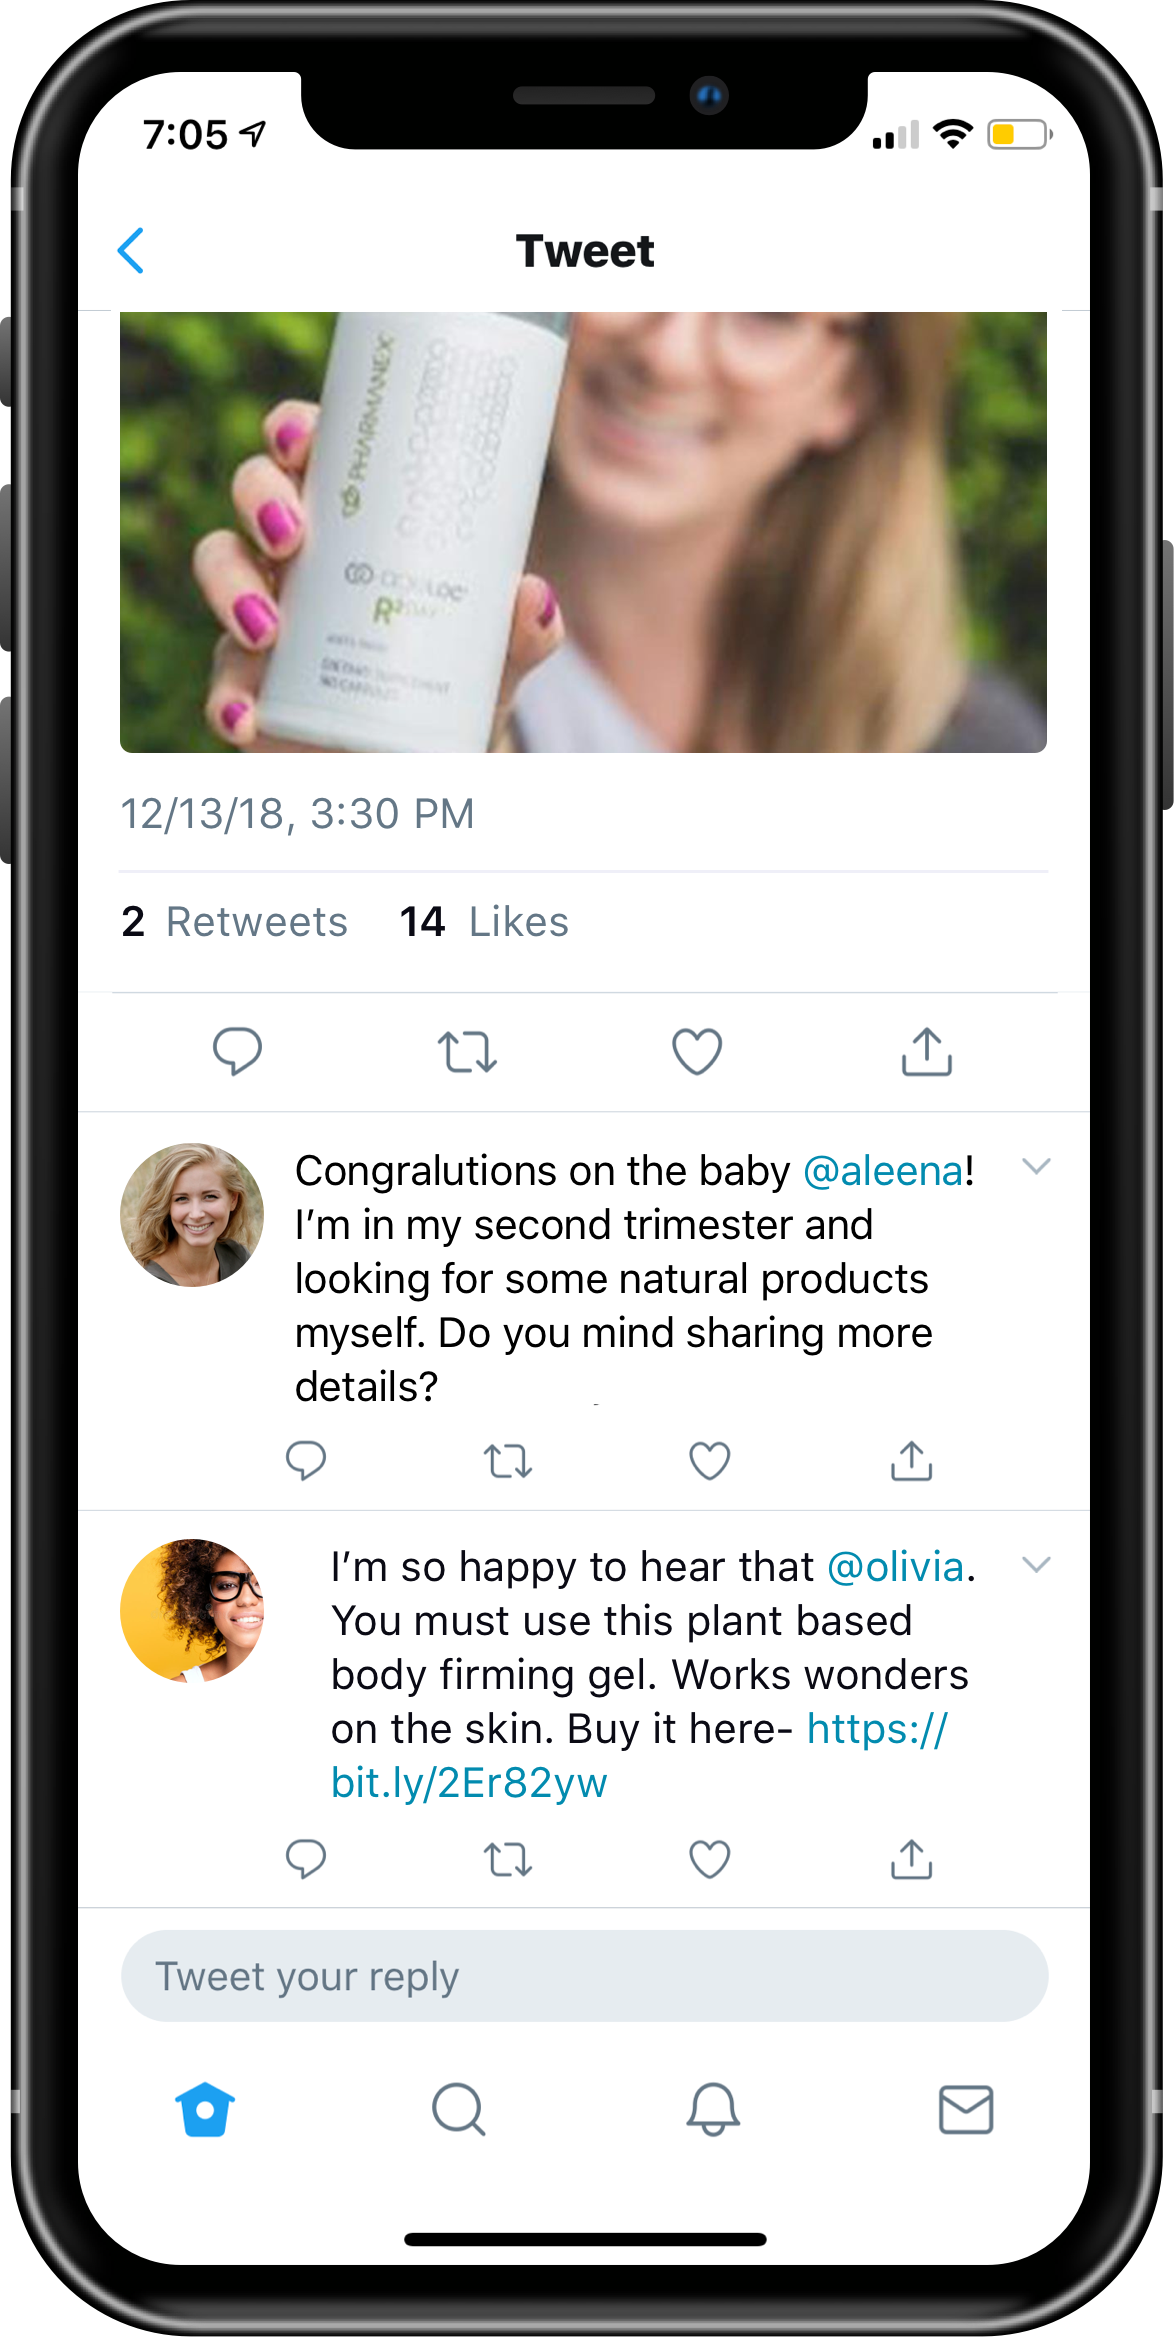 7:05
Tweet
PHARMANEX
R²
12/13/18, 3:30 PM
2 Retweets 14 Likes
Congralutions on the baby @aleena!
I'm in my second trimester and
looking for some natural products
myself. Do you mind sharing more
details?
I'm so happy to hear that @olivia.
You must use this plant based
body firming gel. Works wonders
on the skin. Buy it here- https://
bit.ly/2Er82yw
Tweet your reply